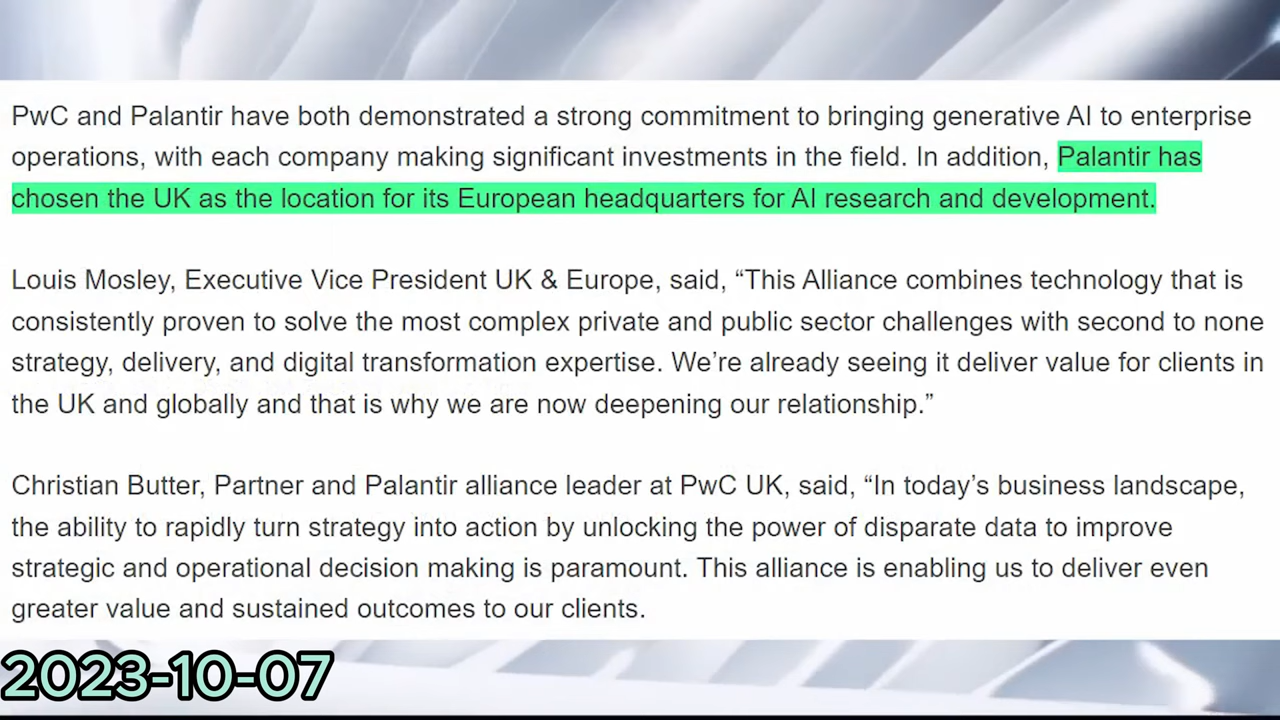 PwC and Palantir have both demonstrated a strong commitment to bringing generative AI to enterprise
operations, with each company making significant investments in the field. In addition, Palantir has
chosen the UK as the location for its European headquarters for AI research and development.
Louis Mosley, Executive Vice President UK & Europe, said, “This Alliance combines technology that is
consistently proven to solve the most complex private and public sector challenges with second to none
strategy, delivery, and digital transformation expertise. We’re already seeing it deliver value for clients in
the UK and globally and that is why we are now deepening our relationship.”
Christian Butter, Partner and Palantir alliance leader at PwC UK, said, “In today’s business landscape,
the ability to rapidly turn strategy into action by unlocking the power of disparate data to improve
strategic and operational decision making is paramount. This alliance is enabling us to deliver even
greater value and sustained outcomes to our clients.
2023-10-07